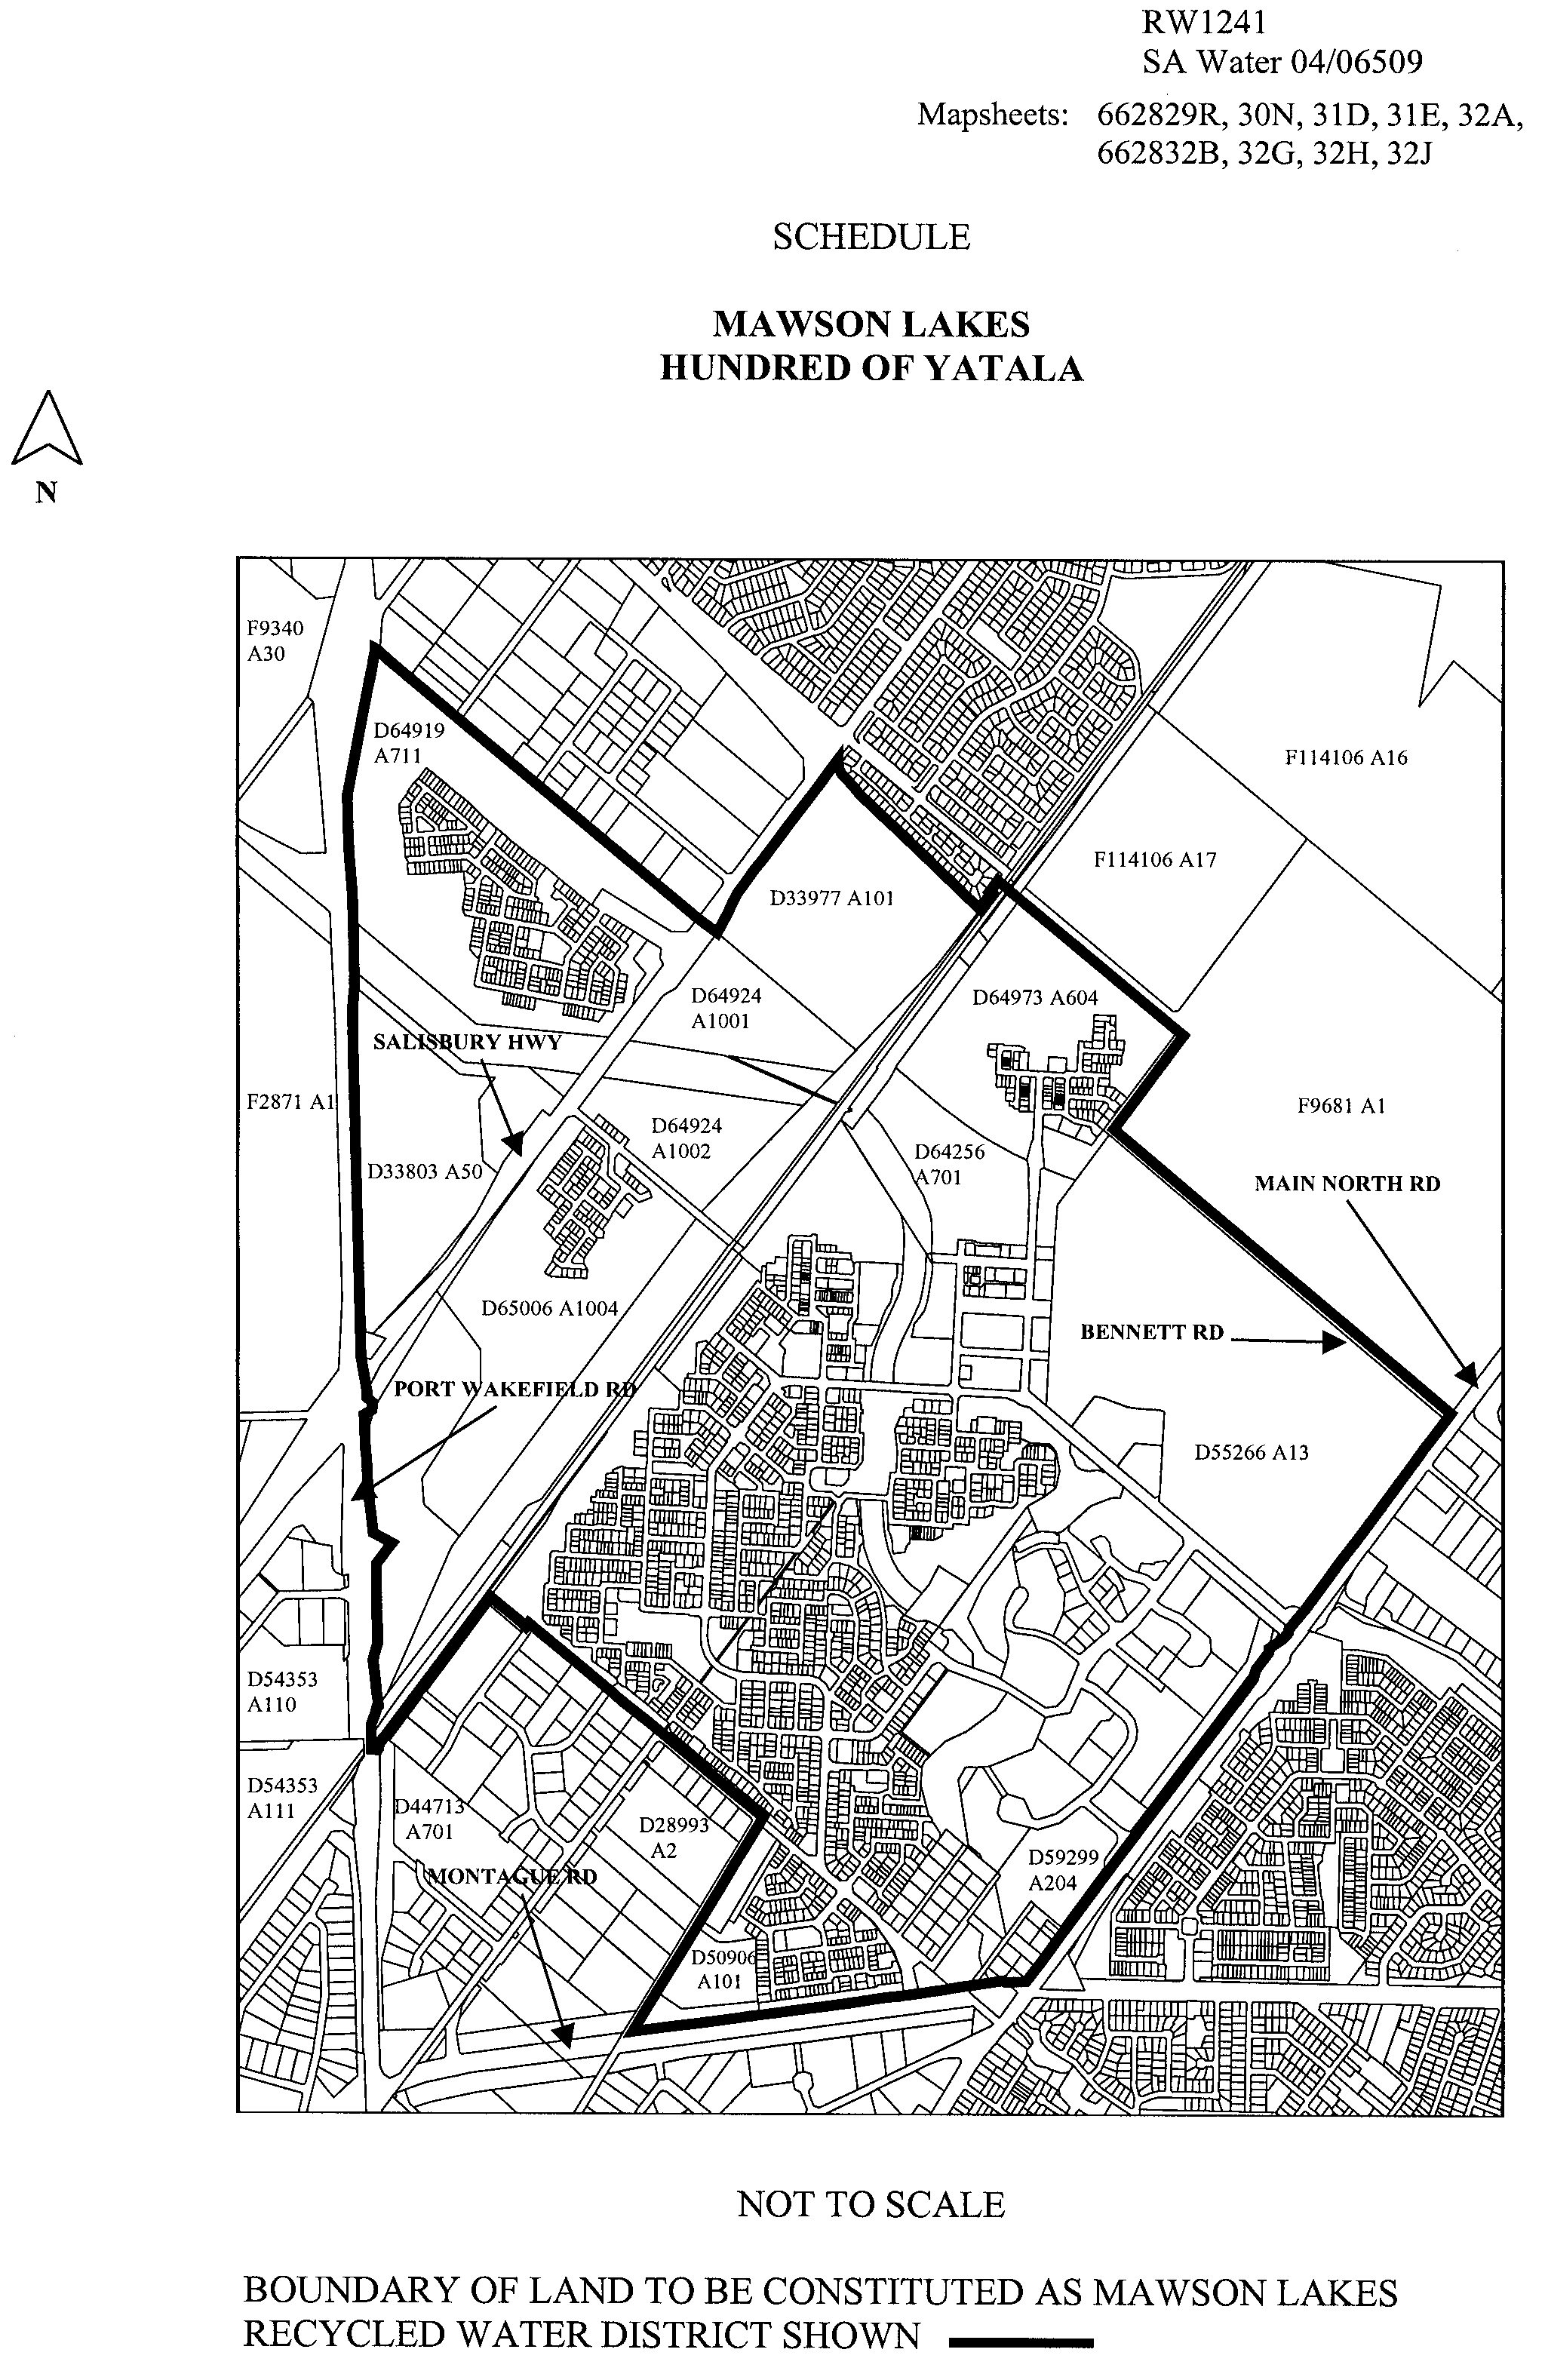 RW1241
SA Water 04/06509
Mapsheets: 662829R, 30N, 31D, 31E, 32A,
662832B, 32G, 32H, 32J
SCHEDULE
MAWSON LAKES
HUNDRED OF YATALA
N
F9340
A30
D64919
A711
F114106 A16
F114106 A17
D33977 A101
D64924
A1001
D64973 A604
SALISBURY HWY
F2871 A1
F9681 A1
D64924
A1002
D64256
A701
D33803 A50
MAIN NORTH RD
D65006 A1004
BENNETT RD
PORT WAKEFIELD RD
D55266 A13
D54353
A110
D54353
A111
D44713
A701
D28993
A2
D59299
A204
MONTAGUE RD
D50906
A101
NOT TO SCALE
BOUNDARY OF LAND TO BE CONSTITUTED AS MAWSON LAKES
RECYCLED WATER DISTRICT SHOWN